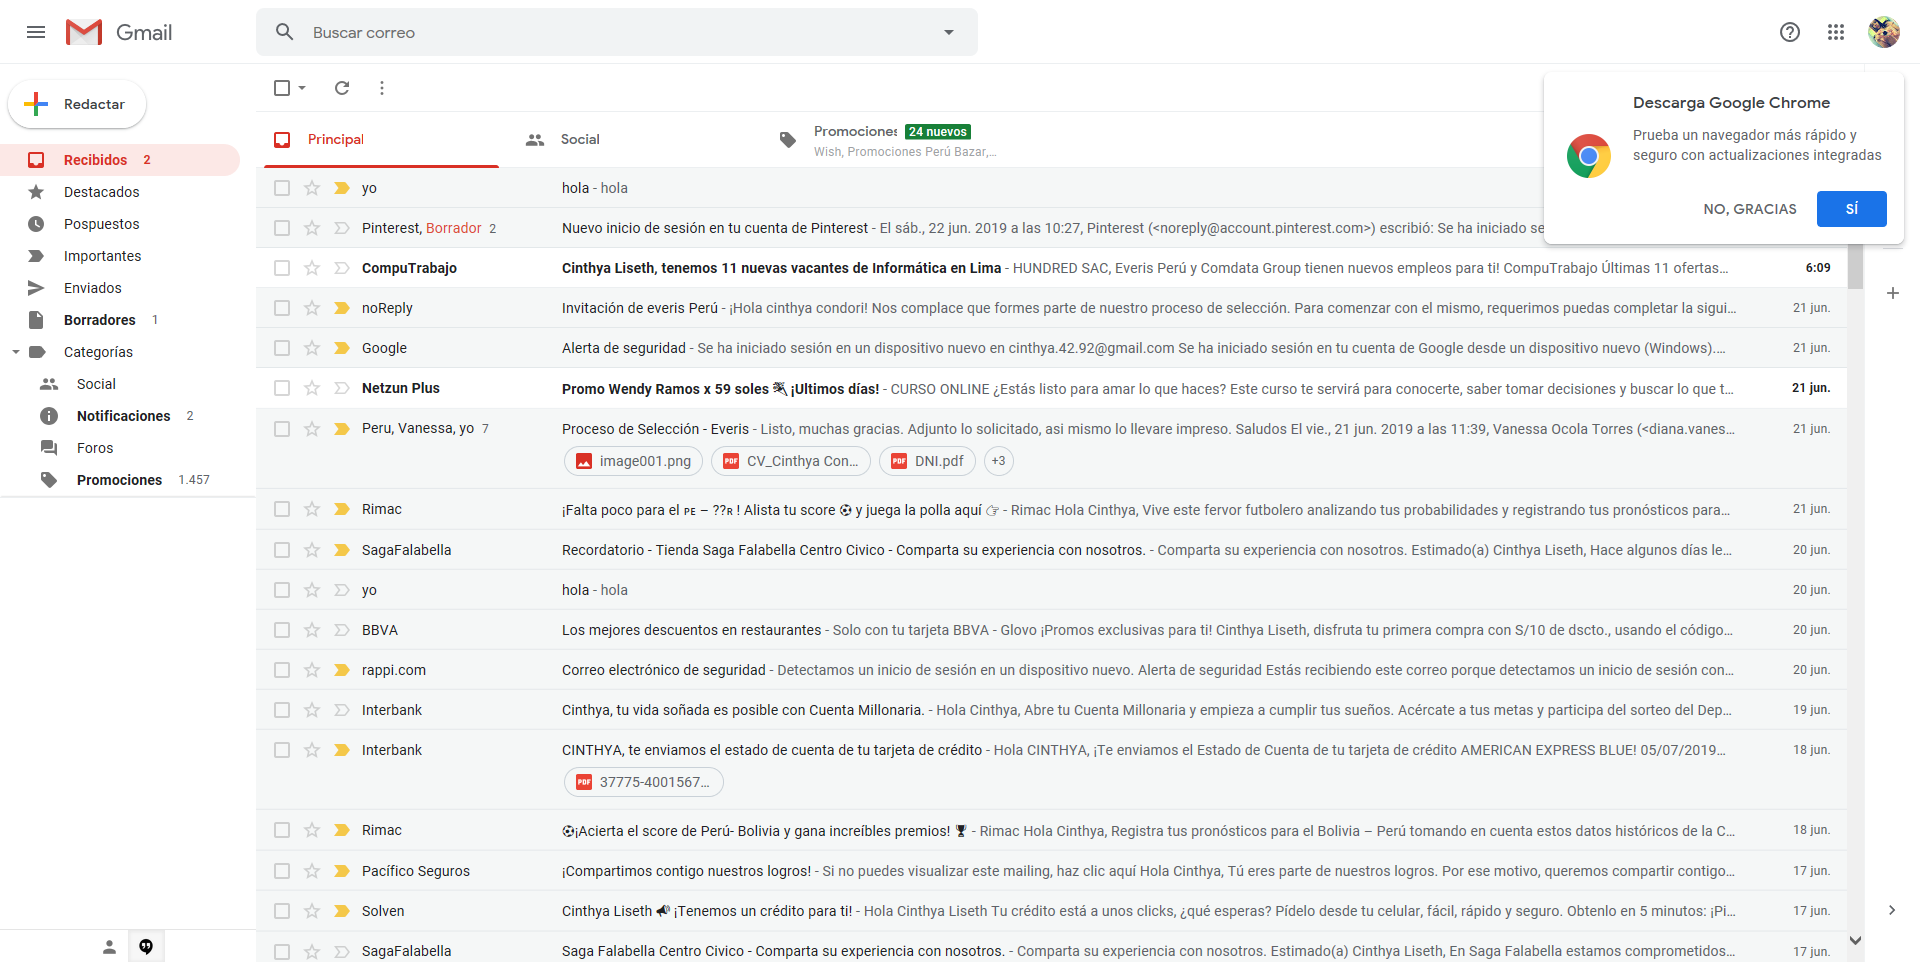 Gmail
Buscar correo
Redactar
Recibidos 2
Destacados
Pospuestos
Importantes
Enviados
Borradores 1
Categorías
Social
Notificaciones 2
Foros
Promociones 1.457
Principal
Social
Promociones 24 nuevos
Wish, Promociones Perú Bazar,...
Descarga Google Chrome
Prueba un navegador más rápido y
seguro con actualizaciones integradas
NO, GRACIAS
SÍ
yo hola - hola
Pinterest, Borrador 2 Nuevo inicio de sesión en tu cuenta de Pinterest - El sáb., 22 jun. 2019 a las 10:27, Pinterest (<noreply@account.pinterest.com>) escribió: Se ha iniciado se
CompuTrabajo Cinthya Liseth, tenemos 11 nuevas vacantes de Informática en Lima - HUNDRED SAC, Everis Perú y Comdata Group tienen nuevos empleos para ti! CompuTrabajo Últimas 11 ofertas... 6:09
noReply Invitación de everis Perú - ¡Hola cinthya condori! Nos complace que formes parte de nuestro proceso de selección. Para comenzar con el mismo, requerimos puedas completar la sigui... 21 jun.
Google Alerta de seguridad - Se ha iniciado sesión en un dispositivo nuevo en cinthya.42.92@gmail.com Se ha iniciado sesión en tu cuenta de Google desde un dispositivo nuevo (Windows).... 21 jun.
Netzun Plus Promo Wendy Ramos x 59 soles ¡Ultimos días! - CURSO ONLINE ¿Estás listo para amar lo que haces? Este curso te servirá para conocerte, saber tomar decisiones y buscar lo que t... 21 jun.
Peru, Vanessa, yo 7 Proceso de Selección - Everis - Listo, muchas gracias. Adjunto lo solicitado, asi mismo lo llevare impreso. Saludos El vie., 21 jun. 2019 a las 11:39, Vanessa Ocola Torres (<diana.vanes... 21 jun.
image001.png PDF CV_Cinthya Con... PDF DNI.pdf +3
Rimac ¡Falta poco para el ᴘᴇ – ??ʀ ! Alista tu score ⚽ y juega la polla aquí 👉 - Rimac Hola Cinthya, Vive este fervor futbolero analizando tus probabilidades y registrando tus pronósticos para... 21 jun.
SagaFalabella Recordatorio - Tienda Saga Falabella Centro Civico - Comparta su experiencia con nosotros. - Comparta su experiencia con nosotros. Estimado(a) Cinthya Liseth, Hace algunos días le... 20 jun.
yo hola - hola 20 jun.
BBVA Los mejores descuentos en restaurantes - Solo con tu tarjeta BBVA - Glovo ¡Promos exclusivas para ti! Cinthya Liseth, disfruta tu primera compra con S/10 de dscto., usando el código... 20 jun.
rappi.com Correo electrónico de seguridad - Detectamos un inicio de sesión en un dispositivo nuevo. Alerta de seguridad Estás recibiendo este correo porque detectamos un inicio de sesión con... 20 jun.
Interbank Cinthya, tu vida soñada es posible con Cuenta Millonaria. - Hola Cinthya, Abre tu Cuenta Millonaria y empieza a cumplir tus sueños. Acércate a tus metas y participa del sorteo del Dep... 19 jun.
Interbank CINTHYA, te enviamos el estado de cuenta de tu tarjeta de crédito - Hola CINTHYA, ¡Te enviamos el Estado de Cuenta de tu tarjeta de crédito AMERICAN EXPRESS BLUE! 05/07/2019... 18 jun.
PDF 37775-4001567...
Rimac ⚽¡Acierta el score de Perú- Bolivia y gana increíbles premios! 🏆 - Rimac Hola Cinthya, Registra tus pronósticos para el Bolivia – Perú tomando en cuenta estos datos históricos de la C... 18 jun.
Pacífico Seguros ¡Compartimos contigo nuestros logros! - Si no puedes visualizar este mailing, haz clic aquí Hola Cinthya, Tú eres parte de nuestros logros. Por ese motivo, queremos compartir contigo... 17 jun.
Solven Cinthya Liseth 📣 ¡Tenemos un crédito para ti! - Hola Cinthya Liseth Tu crédito está a unos clicks, ¿qué esperas? Pídelo desde tu celular, fácil, rápido y seguro. Obtenlo en 5 minutos: ¡Pi... 17 jun.
SagaFalabella Saga Falabella Centro Civico - Comparta su experiencia con nosotros. - Comparta su experiencia con nosotros. Estimado(a) Cinthya Liseth, En Saga Falabella estamos comprometidos... 17 jun.